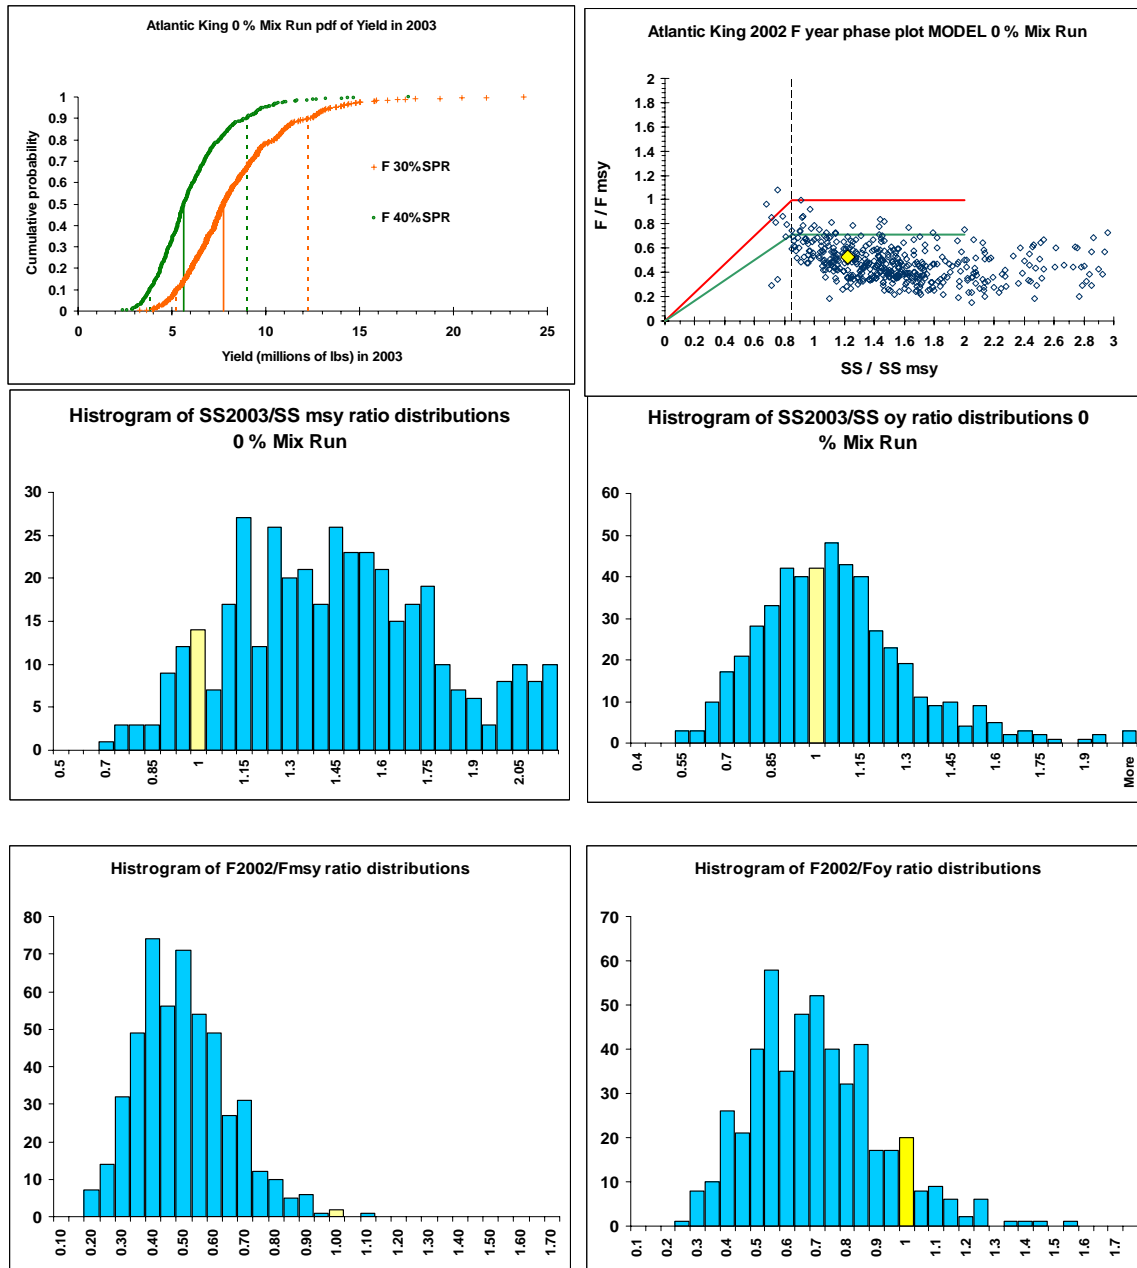 Atlantic King 0 % Mix Run pdf of Yield in 2003
Cumulative probability
1
0.9
0.8
0.7
0.6
0.5
0.4
0.3
0.2
0.1
0
F 30%SPR
F 40%SPR
0 5 10 15 20 25
Yield (millions of lbs) in 2003
Atlantic King 2002 F year phase plot MODEL 0 % Mix Run
F / F msy
2
1.8
1.6
1.4
1.2
1
0.8
0.6
0.4
0.2
0
0 0.2 0.4 0.6 0.8 1 1.2 1.4 1.6 1.8 2 2.2 2.4 2.6 2.8 3
SS / SS msy
Histrogram of SS2003/SS msy ratio distributions
0 % Mix Run
30
25
20
15
10
5
0
0.5 0.7 0.85 1 1.15 1.3 1.45 1.6 1.75 1.9 2.05
Histrogram of SS2003/SS oy ratio distributions 0
% Mix Run
60
50
40
30
20
10
0
0.4 0.55 0.7 0.85 1 1.15 1.3 1.45 1.6 1.75 1.9 More
Histrogram of F2002/Fmsy ratio distributions
80
70
60
50
40
30
20
10
0
0.10 0.20 0.30 0.40 0.50 0.60 0.70 0.80 0.90 1.00 1.10 1.20 1.30 1.40 1.50 1.60 1.70
Histrogram of F2002/Foy ratio distributions
70
60
50
40
30
20
10
0
0.1 0.2 0.3 0.4 0.5 0.6 0.7 0.8 0.9 1 1.1 1.2 1.3 1.4 1.5 1.6 1.7